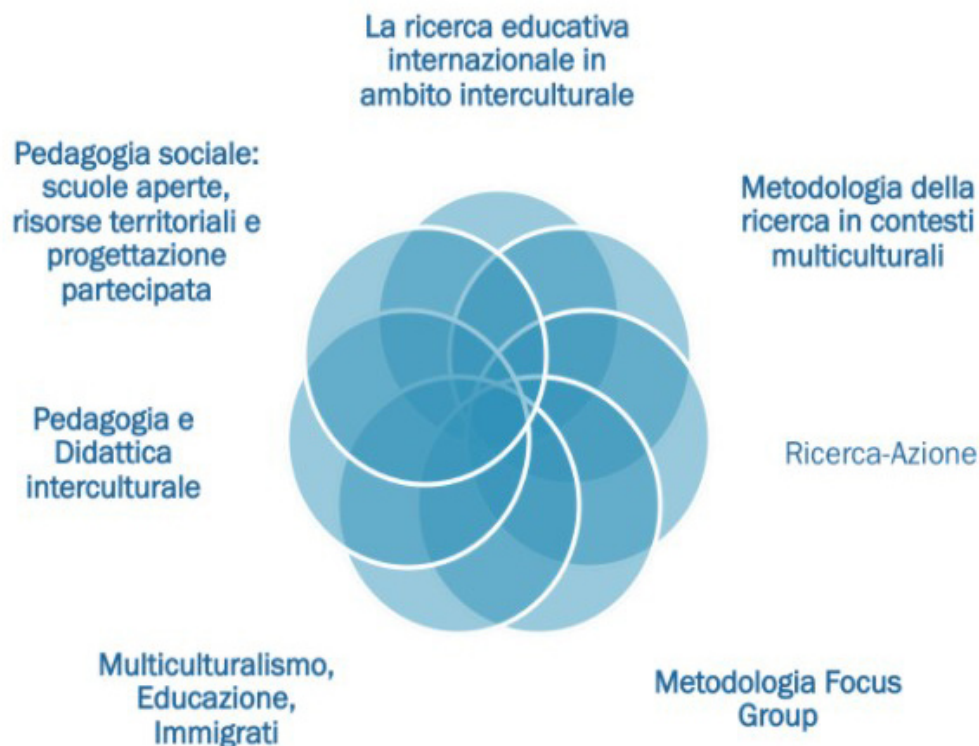 La ricerca educativa
internazionale in
ambito interculturale
Metodologia della
ricerca in contesti
multiculturali
Ricerca-Azione
Metodologia Focus
Group
Multiculturalismo,
Educazione,
Immigrati
Pedagogia e
Didattica
interculturale
Pedagogia sociale:
scuole aperte,
risorse territoriali e
progettazione
partecipata